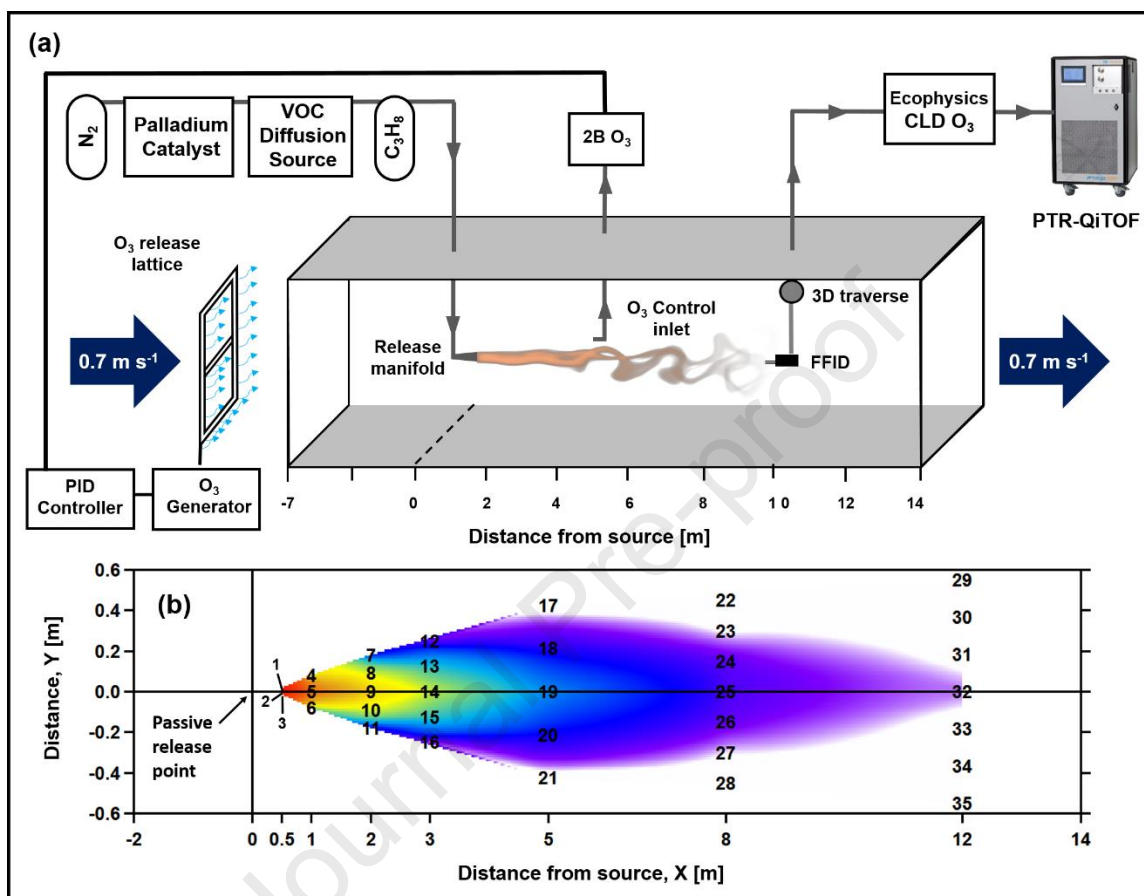 (a)
N2
Palladium
Catalyst
VOC
Diffusion
Source
C3H8
2B O3
Ecophysics
CLD O3
PTR-QiTOF
O3 release
lattice
0.7 m s-1
Release
manifold
O3 Control
inlet
3D traverse
FFID
0.7 m s-1
PID
Controller
O3
Generator
-7 0 2 4 6 8 1 0 12 14
Distance from source [m]
(b)
Distance, Y [m]
0.6
0.4
0.2
0.0
-0.2
-0.4
-0.6
Passive
release
point
1
2
3
4
5
6
7
8
9
10
11
12
13
14
15
16
17
18
19
20
21
22
23
24
25
26
27
28
29
30
31
32
33
34
35
-2 0 0.5 1 2 3 5 8 12 14
Distance from source, X [m]
Journal Pre-proof